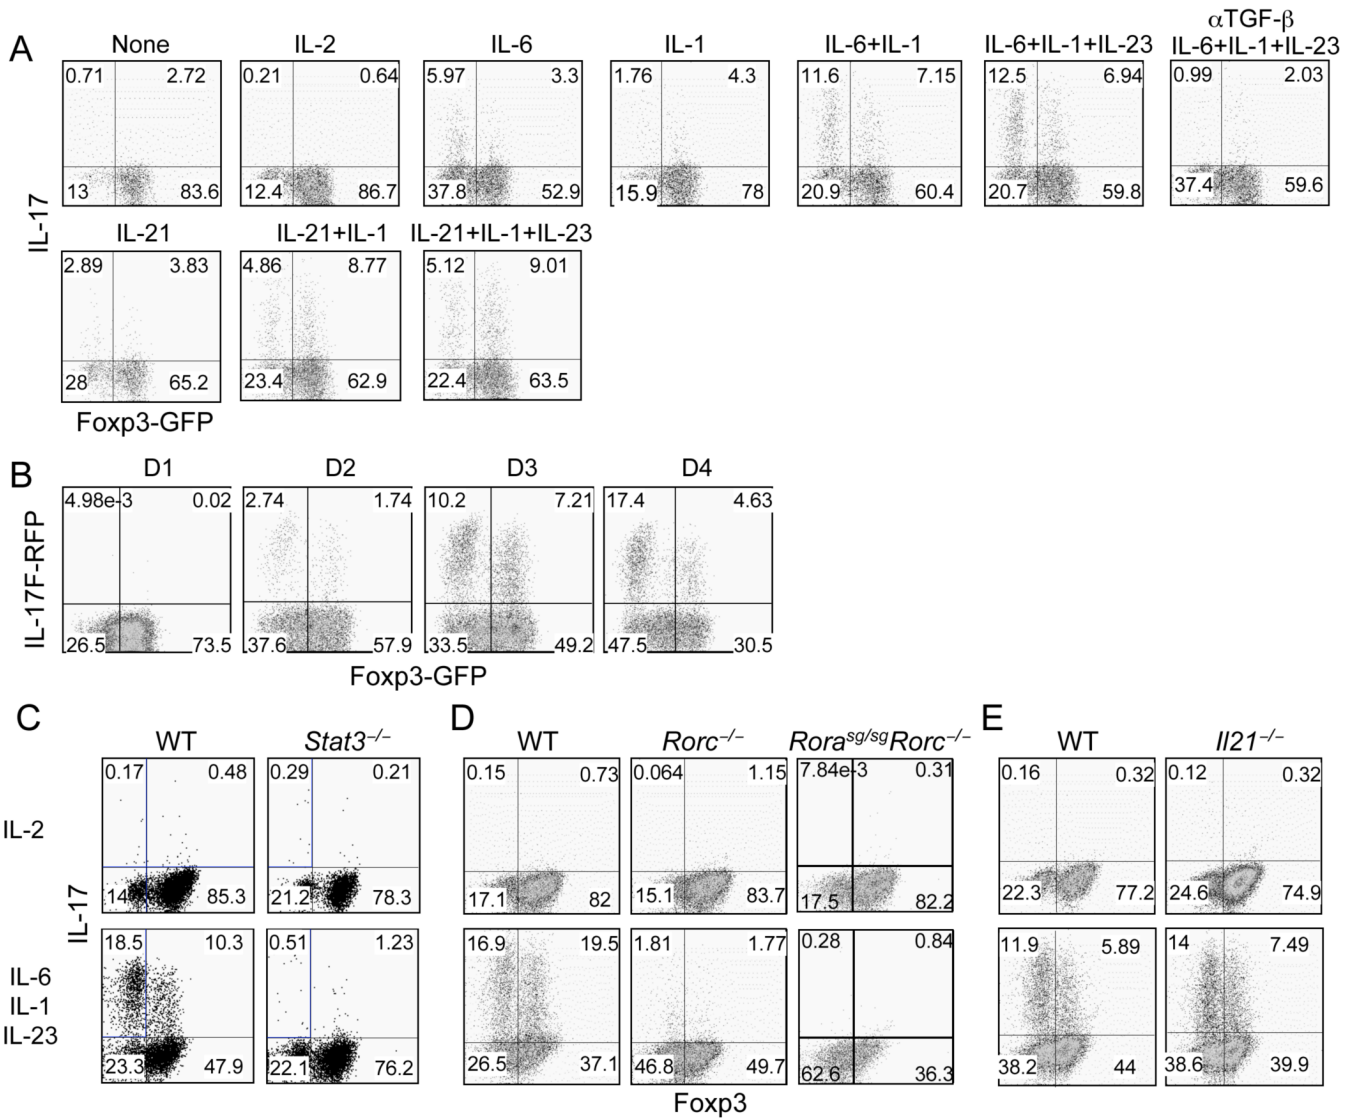 A
None
IL-2
IL-6
IL-1
IL-6+IL-1
IL-6+IL-1+IL-23
αTGF-β
IL-6+IL-1+IL-23
0.71 2.72
0.21 0.64
5.97 3.3
1.76 4.3
11.6 7.15
12.5 6.94
0.99 2.03
13 83.6
12.4 86.7
37.8 52.9
15.9 78
20.9 60.4
20.7 59.8
37.4 59.6
IL-17
IL-21
IL-21+IL-1
IL-21+IL-1+IL-23
2.89 3.83
4.86 8.77
5.12 9.01
28 65.2
23.4 62.9
22.4 63.5
Foxp3-GFP
B
D1
D2
D3
D4
IL-17F-RFP
4.98e-3 0.02
2.74 1.74
10.2 7.21
17.4 4.63
26.5 73.5
37.6 57.9
33.5 49.2
47.5 30.5
Foxp3-GFP
C
WT
Stat3−/−
IL-2
IL-17
0.17 0.48
0.29 0.21
14 85.3
21.2 78.3
IL-6
IL-1
IL-23
18.5 10.3
0.51 1.23
23.3 47.9
22.1 76.2
D
WT
Rorc−/−
Rorasg/sgRorc−/−
0.15 0.73
0.064 1.15
7.84e-3 0.31
17.1 82
15.1 83.7
17.5 82.2
16.9 19.5
1.81 1.77
0.28 0.84
26.5 37.1
46.8 49.7
62.6 36.3
Foxp3
E
WT
Il21−/−
0.16 0.32
0.12 0.32
22.3 77.2
24.6 74.9
11.9 5.89
14 7.49
38.2 44
38.6 39.9